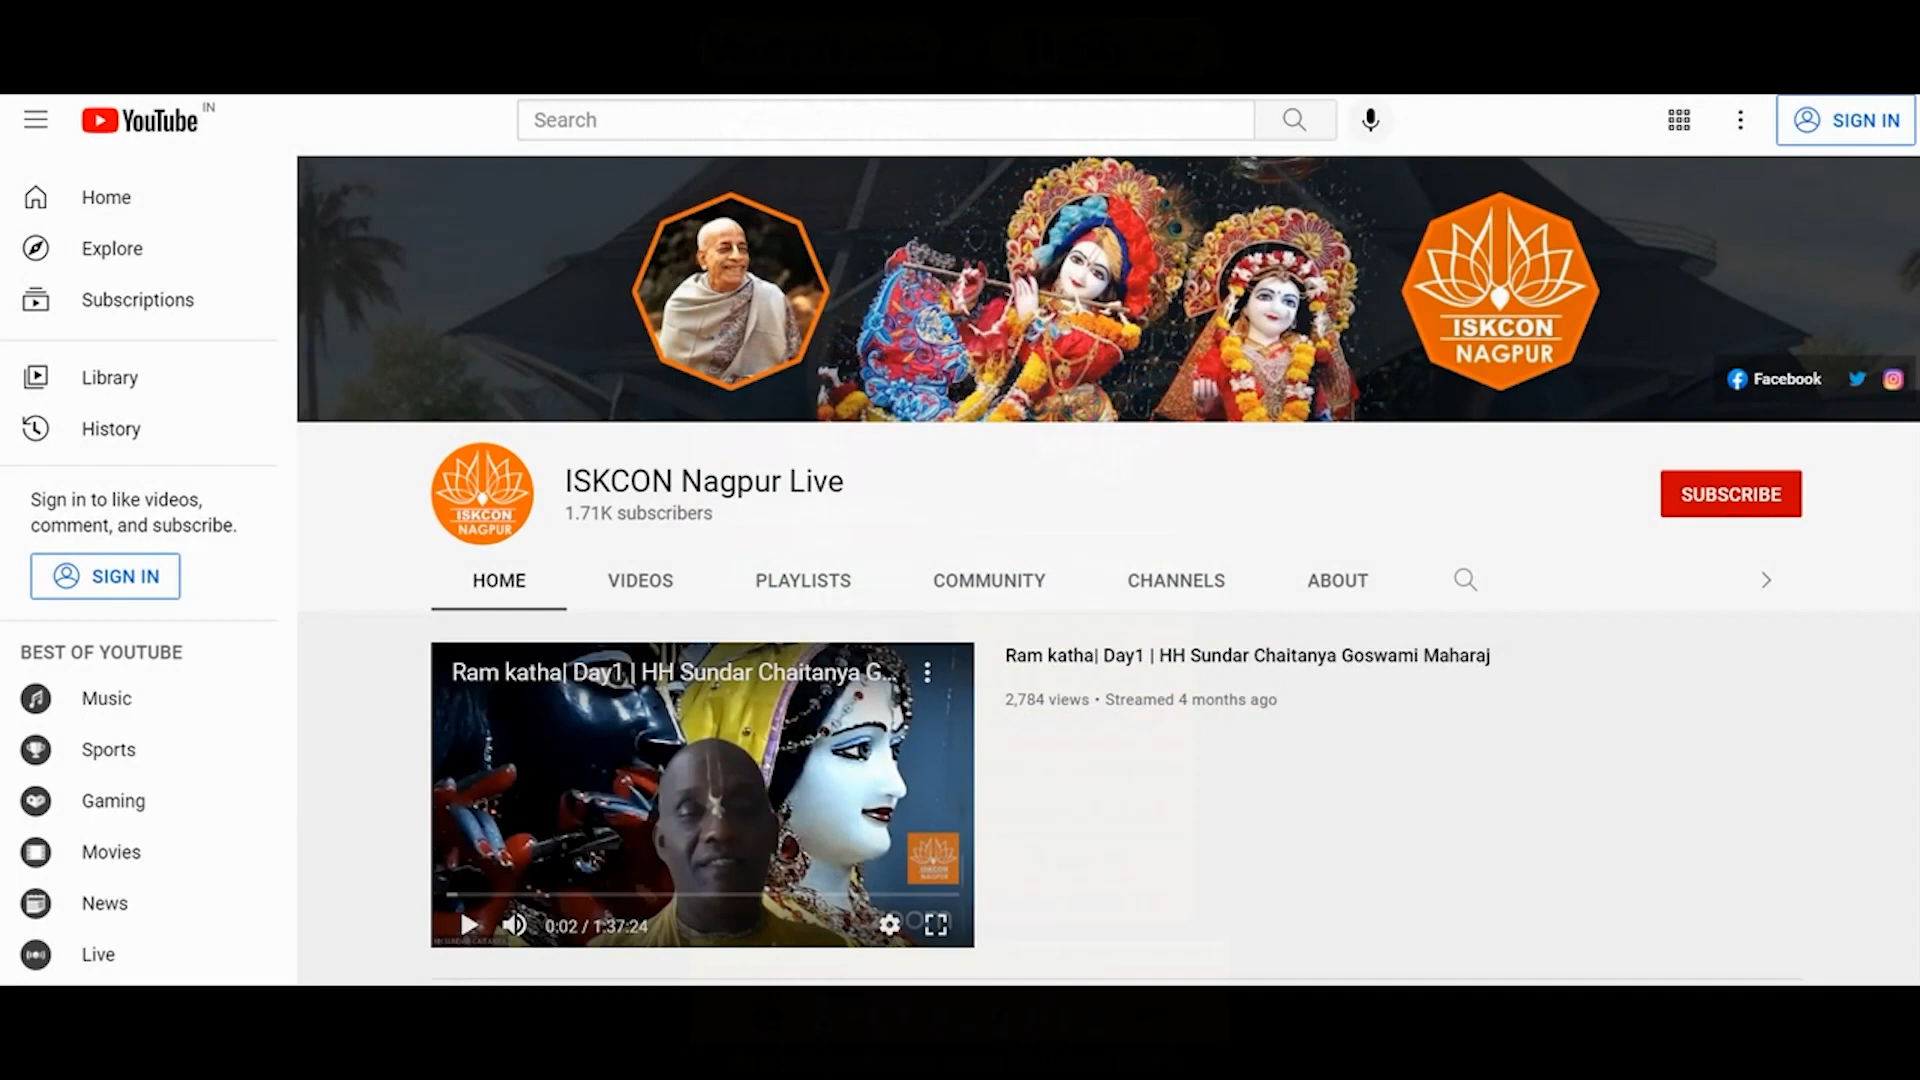 YouTube IN
Search
SIGN IN
Home
Explore
Subscriptions
Library
History
Sign in to like videos,
comment, and subscribe.
SIGN IN
BEST OF YOUTUBE
Music
Sports
Gaming
Movies
News
Live
ISKCON
NAGPUR
Facebook
ISKCON
NAGPUR
ISKCON Nagpur Live
1.71K subscribers
SUBSCRIBE
HOME
VIDEOS
PLAYLISTS
COMMUNITY
CHANNELS
ABOUT
Ram katha| Day1 | HH Sundar Chaitanya G...
ISKCON
NAGPUR
0:02 / 1:37:24
Ram katha| Day1 | HH Sundar Chaitanya Goswami Maharaj
2,784 views • Streamed 4 months ago